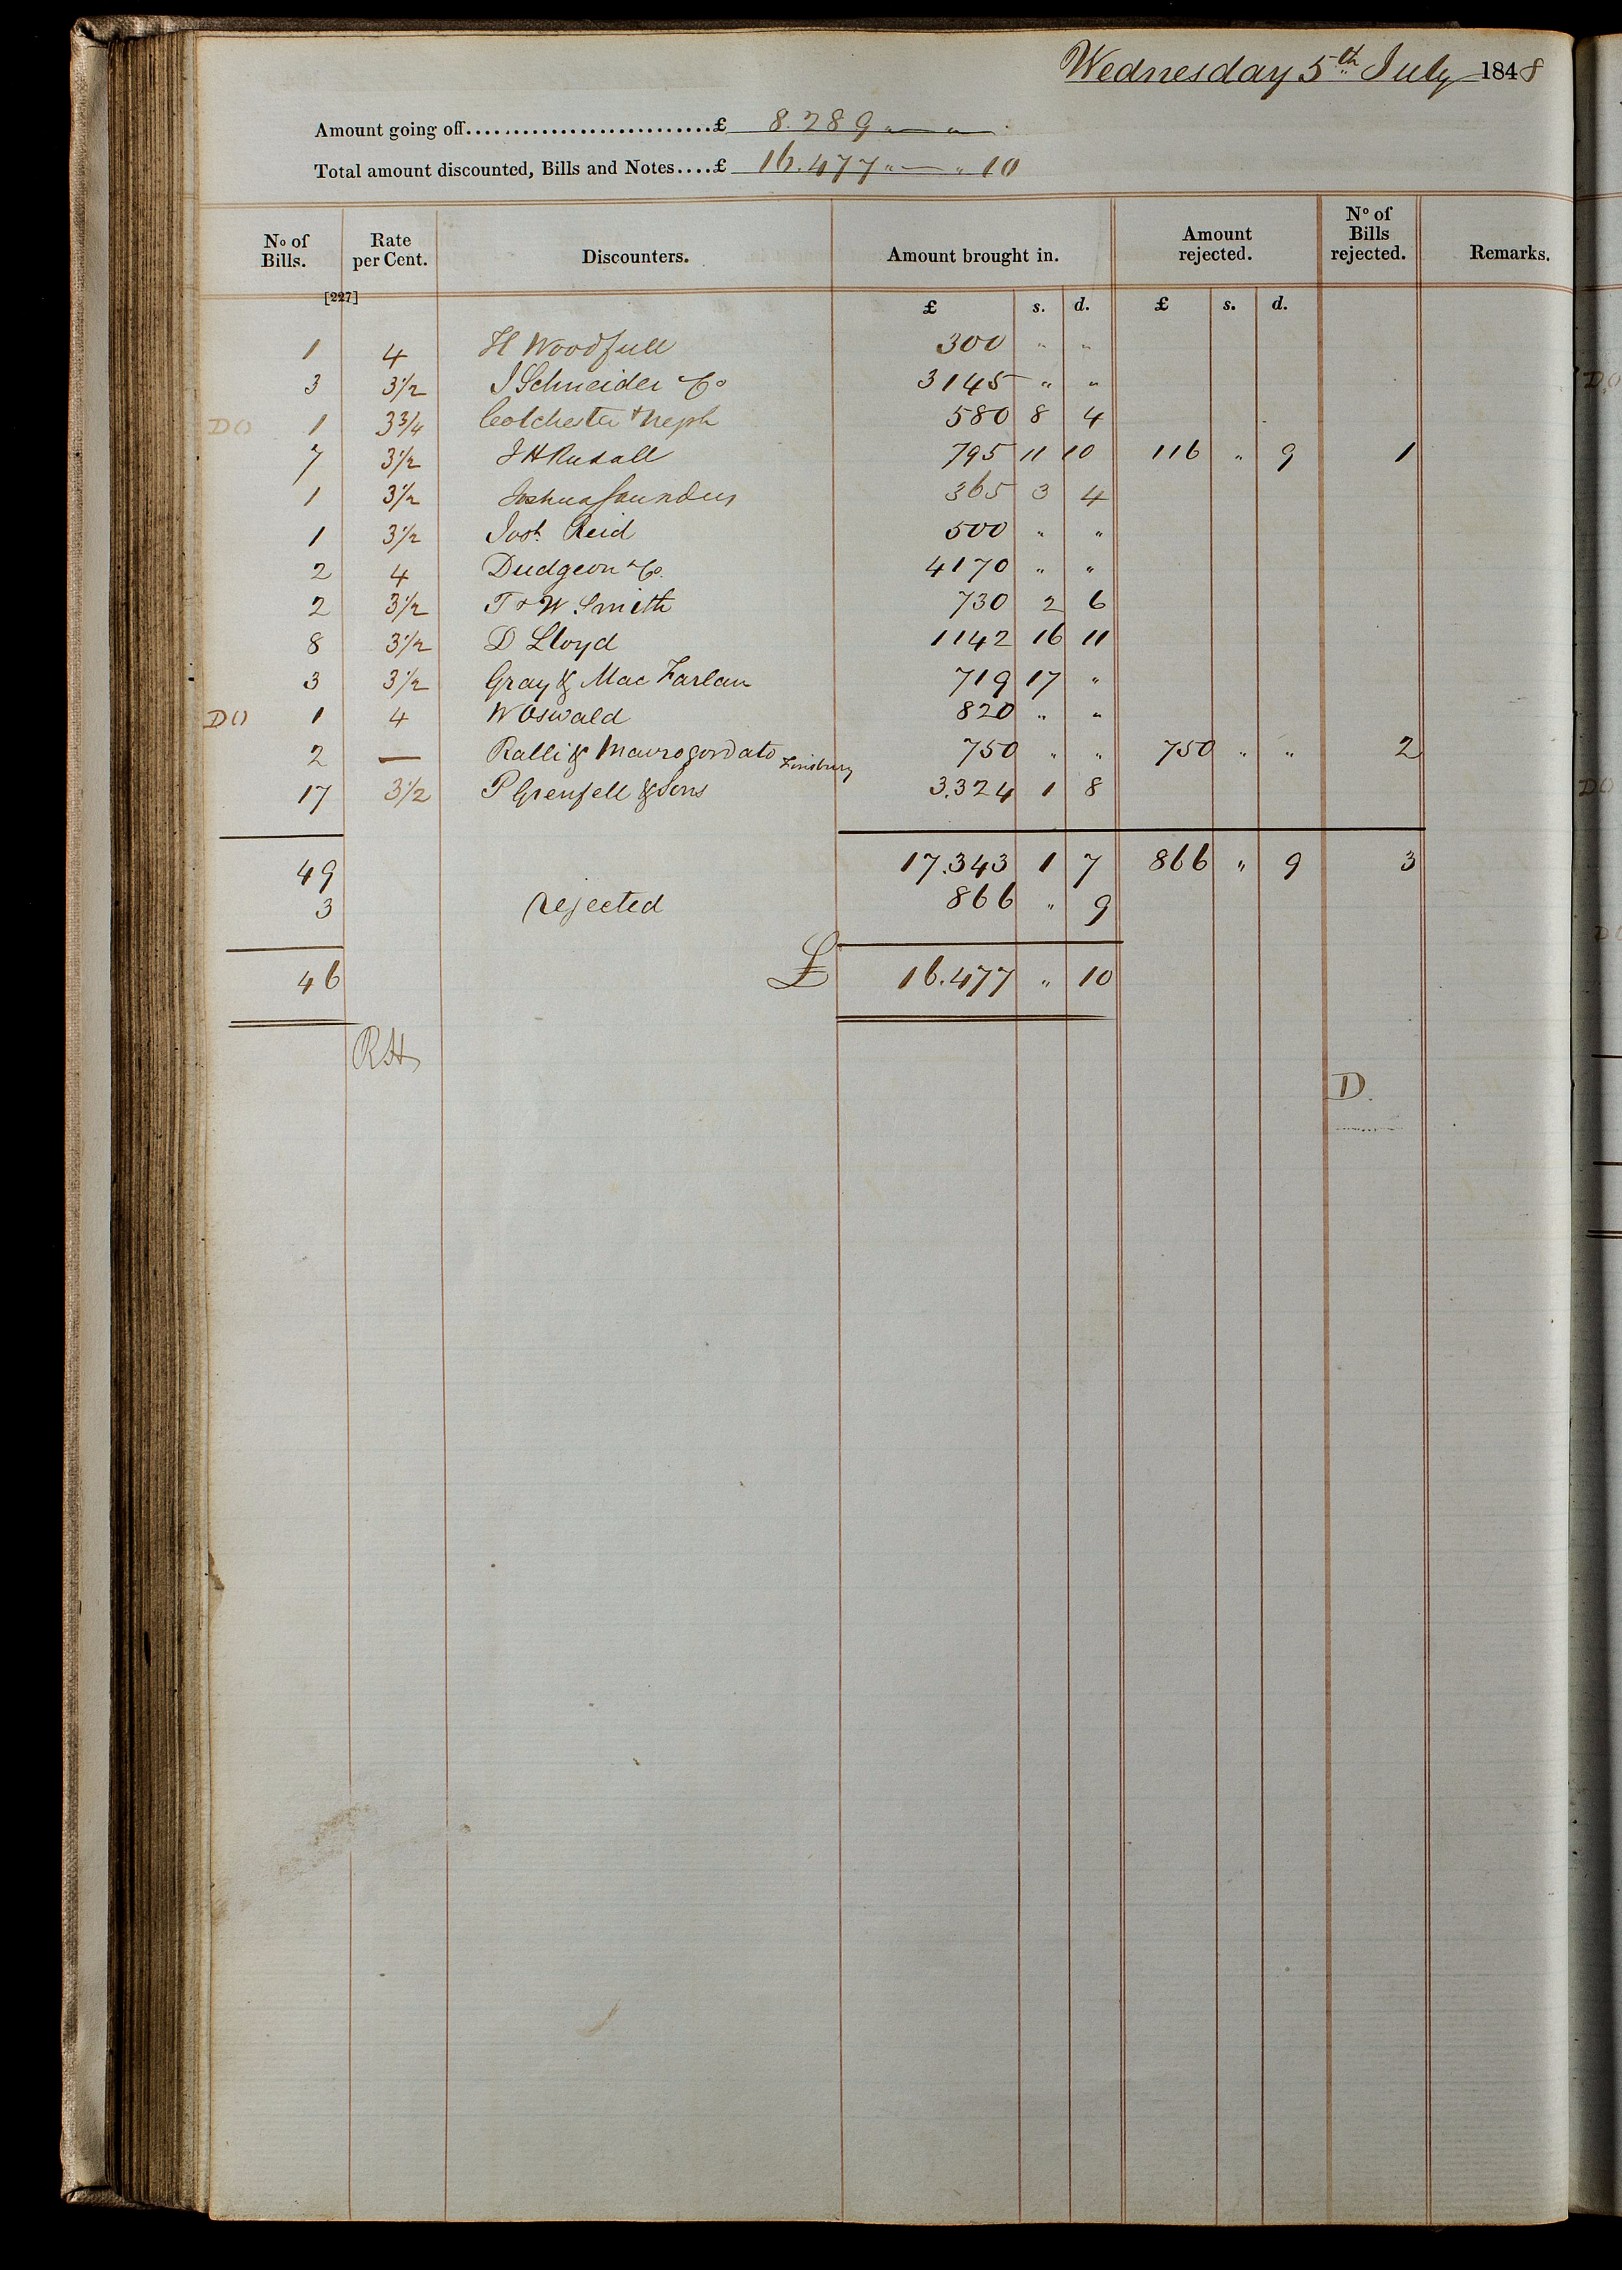 Wednesday 5th July 1848
Amount going off..........................£ 8.289 " — "
Total amount discounted, Bills and Notes....£ 16.477 " — " 10
No of Bills. Rate per Cent. Discounters. Amount brought in. Amount rejected. No of Bills rejected. Remarks.
[227]
£ s. d. £ s. d.
1 4 H Woodfull 300 " "
3 3½ J Schneider & Co 3145 " "
DO 1 3¾ Colchester & Neph 580 8 4
7 3½ J H Rudall 795 11 10 116 " 9 1
1 3½ Joshua Saunders 365 3 4
1 3½ Josh Reid 500 " "
2 4 Dudgeon & Co. 4170 " "
2 3½ T & W Smith 730 2 6
8 3½ D Lloyd 1142 16 11
3 3½ Gray & Mac Farlan 719 17 "
DO 1 4 W Oswald 820 " "
2 — Ralli & Mavrogordato Finsbury 750 " " 750 " " 2
17 3½ P Grenfell & Sons 3.324 1 8
49 17.343 1 7 866 " 9 3
3 rejected 866 " 9
46 £ 16.477 " 10
RH
D.
DO
DO
DO